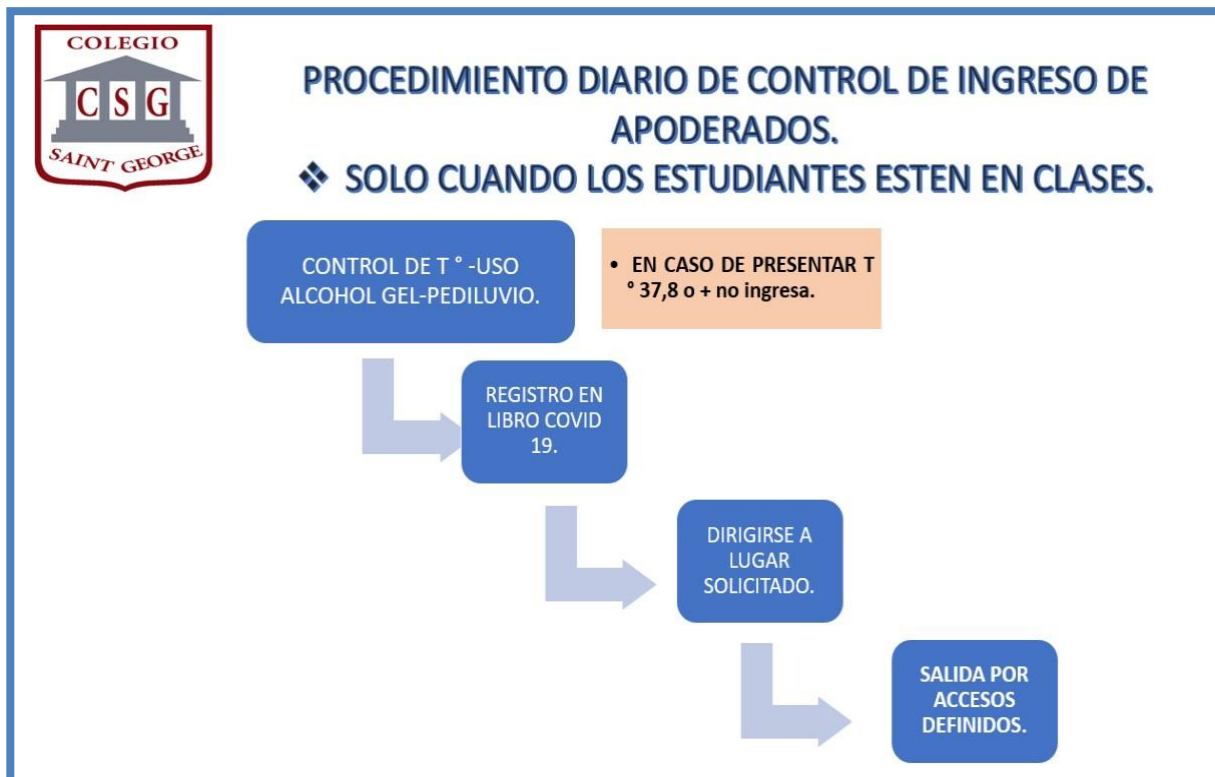 COLEGIO
CSG
SAINT GEORGE
PROCEDIMIENTO DIARIO DE CONTROL DE INGRESO DE
APODERADOS.
❖ SOLO CUANDO LOS ESTUDIANTES ESTEN EN CLASES.
CONTROL DE T ° -USO
ALCOHOL GEL-PEDILUVIO.
• EN CASO DE PRESENTAR T
° 37,8 o + no ingresa.
REGISTRO EN
LIBRO COVID
19.
DIRIGIRSE A
LUGAR
SOLICITADO.
SALIDA POR
ACCESOS
DEFINIDOS.